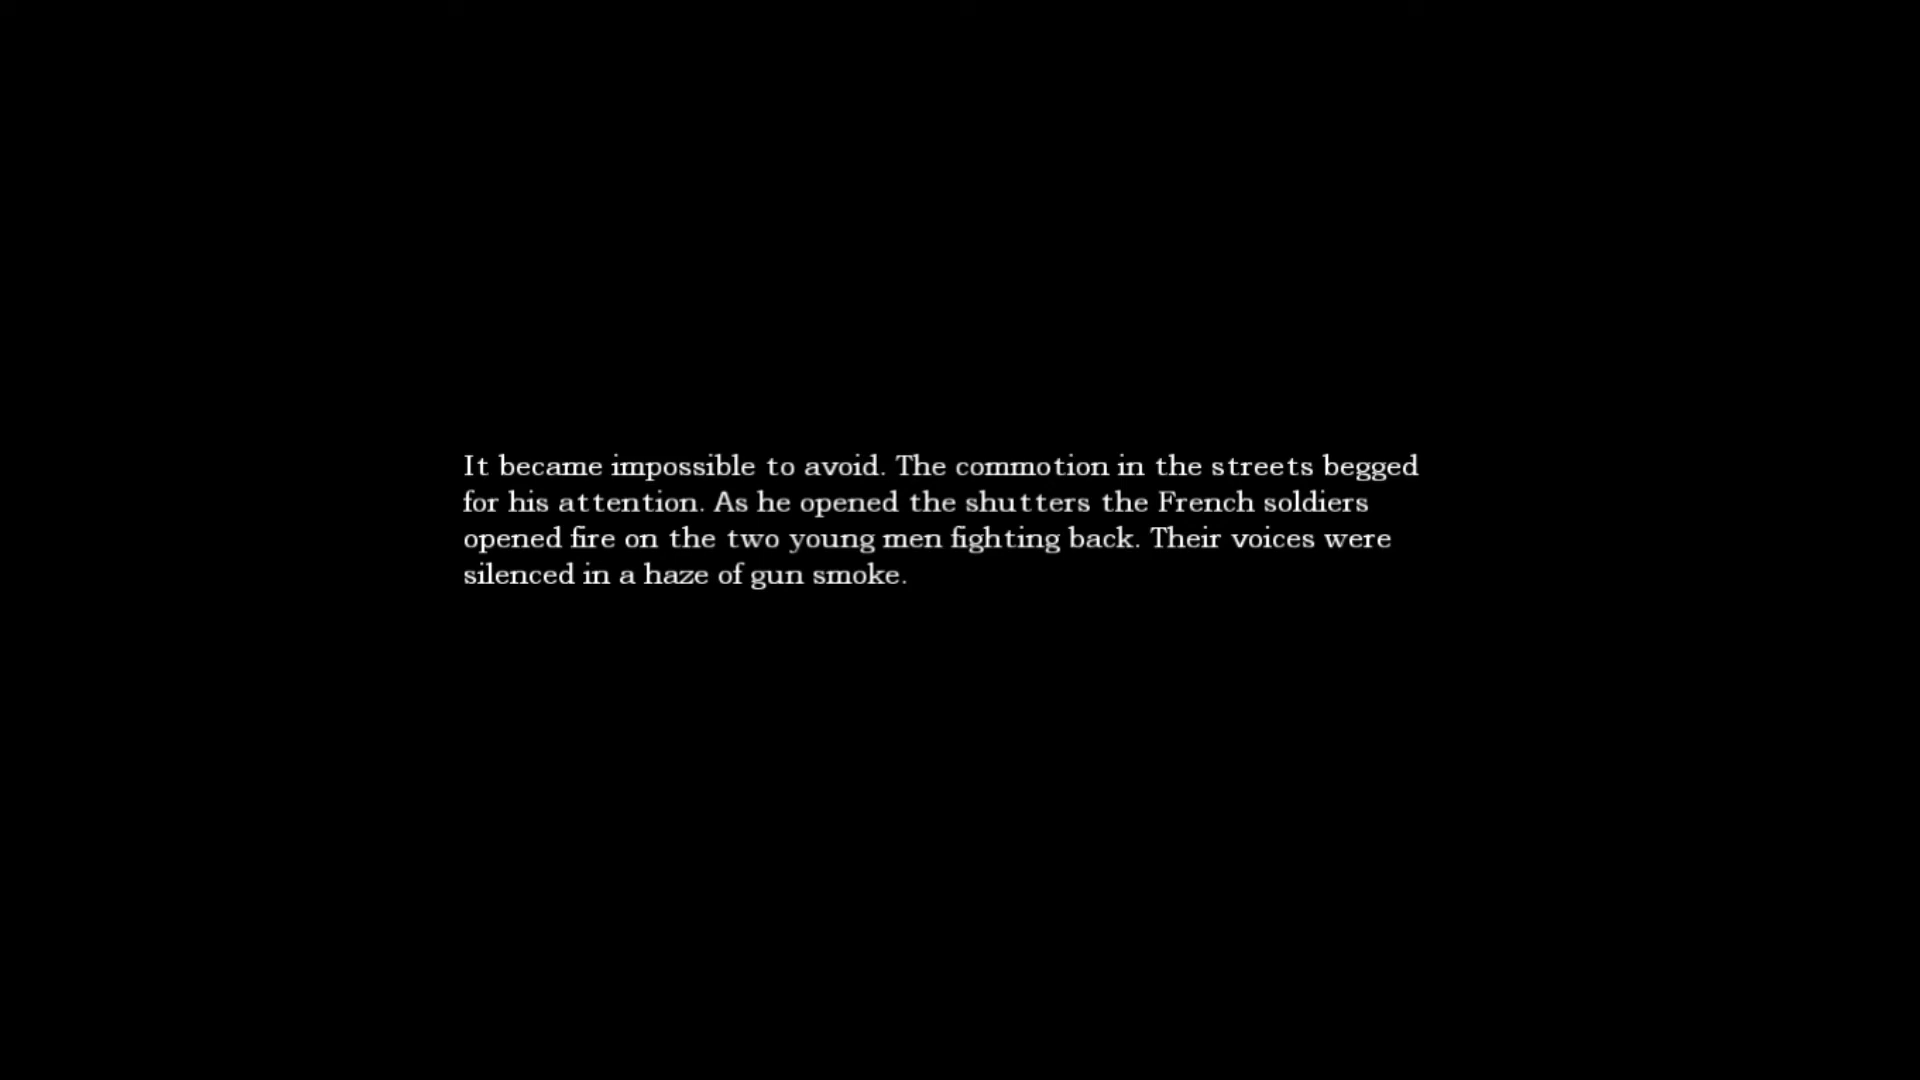 It became impossible to avoid. The commotion in the streets begged
for his attention. As he opened the shutters the French soldiers
opened fire on the two young men fighting back. Their voices were
silenced in a haze of gun smoke.